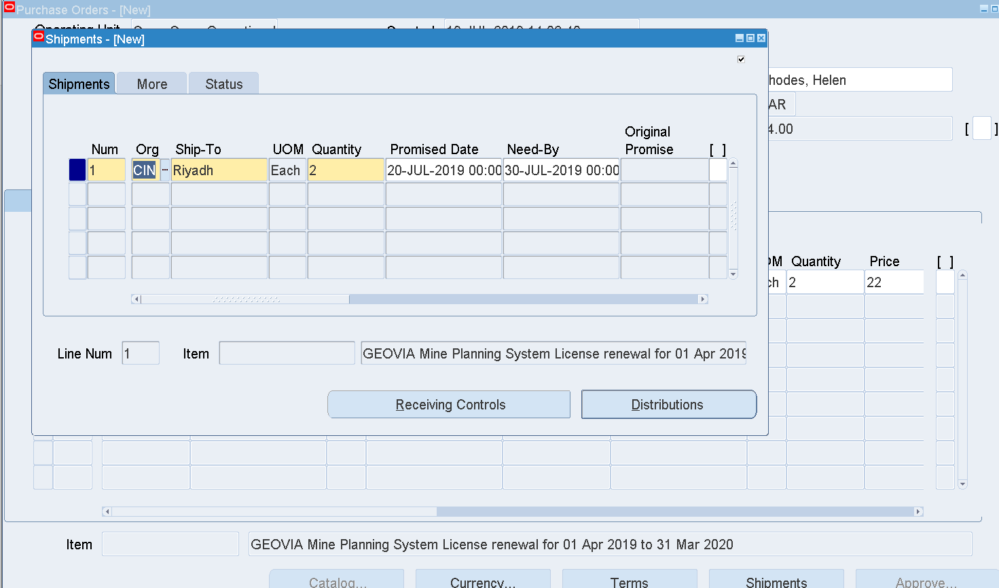 Purchase Orders - [New]
Shipments - [New]
Shipments More Status
hodes, Helen
AR
4.00 [ ]
Original
Num Org Ship-To UOM Quantity Promised Date Need-By Promise [ ]
1 CIN ... Riyadh Each 2 20-JUL-2019 00:00 30-JUL-2019 00:00
Quantity Price [ ]
ch 2 22
Line Num 1 Item GEOVIA Mine Planning System License renewal for 01 Apr 2019
Receiving Controls Distributions
Item GEOVIA Mine Planning System License renewal for 01 Apr 2019 to 31 Mar 2020
Catalog... Currency... Terms Shipments Approve...